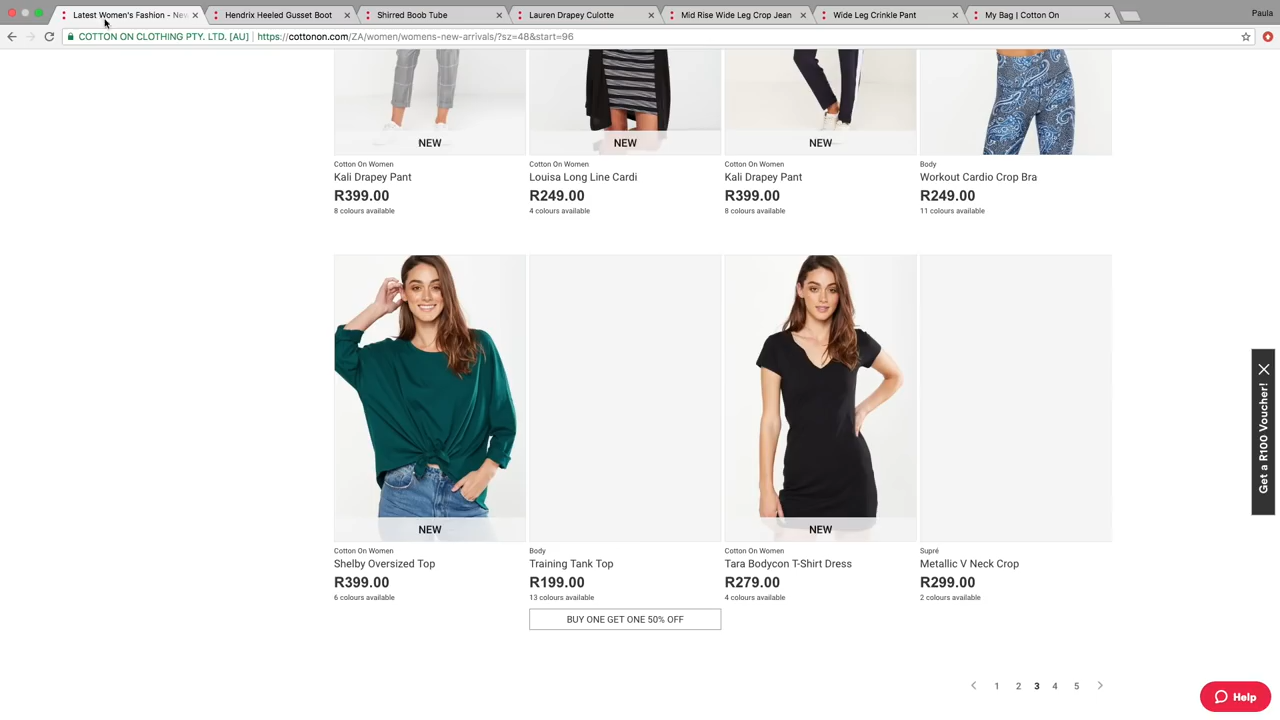 Latest Women's Fashion - New
Hendrix Heeled Gusset Boot
Shirred Boob Tube
Lauren Drapey Culotte
Mid Rise Wide Leg Crop Jean
Wide Leg Crinkle Pant
My Bag | Cotton On
Paula
COTTON ON CLOTHING PTY. LTD. [AU] | https://cottonon.com/ZA/women/womens-new-arrivals/?sz=48&start=96
NEW
NEW
NEW
Cotton On Women
Kali Drapey Pant
R399.00
8 colours available
Cotton On Women
Louisa Long Line Cardi
R249.00
4 colours available
Cotton On Women
Kali Drapey Pant
R399.00
8 colours available
Body
Workout Cardio Crop Bra
R249.00
11 colours available
NEW
NEW
Cotton On Women
Shelby Oversized Top
R399.00
6 colours available
Body
Training Tank Top
R199.00
13 colours available
BUY ONE GET ONE 50% OFF
Cotton On Women
Tara Bodycon T-Shirt Dress
R279.00
4 colours available
Supré
Metallic V Neck Crop
R299.00
2 colours available
Get a R100 Voucher!
1 2 3 4 5
Help